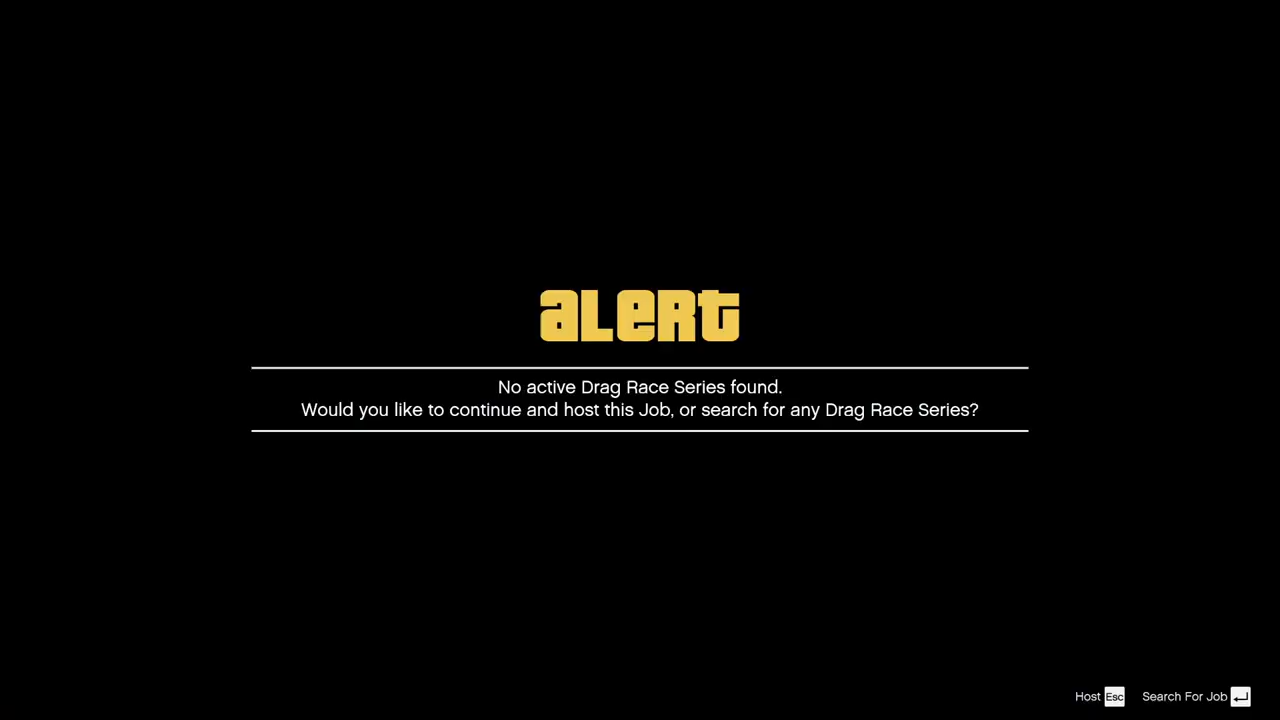 alert
No active Drag Race Series found.
Would you like to continue and host this Job, or search for any Drag Race Series?
Host Esc Search For Job